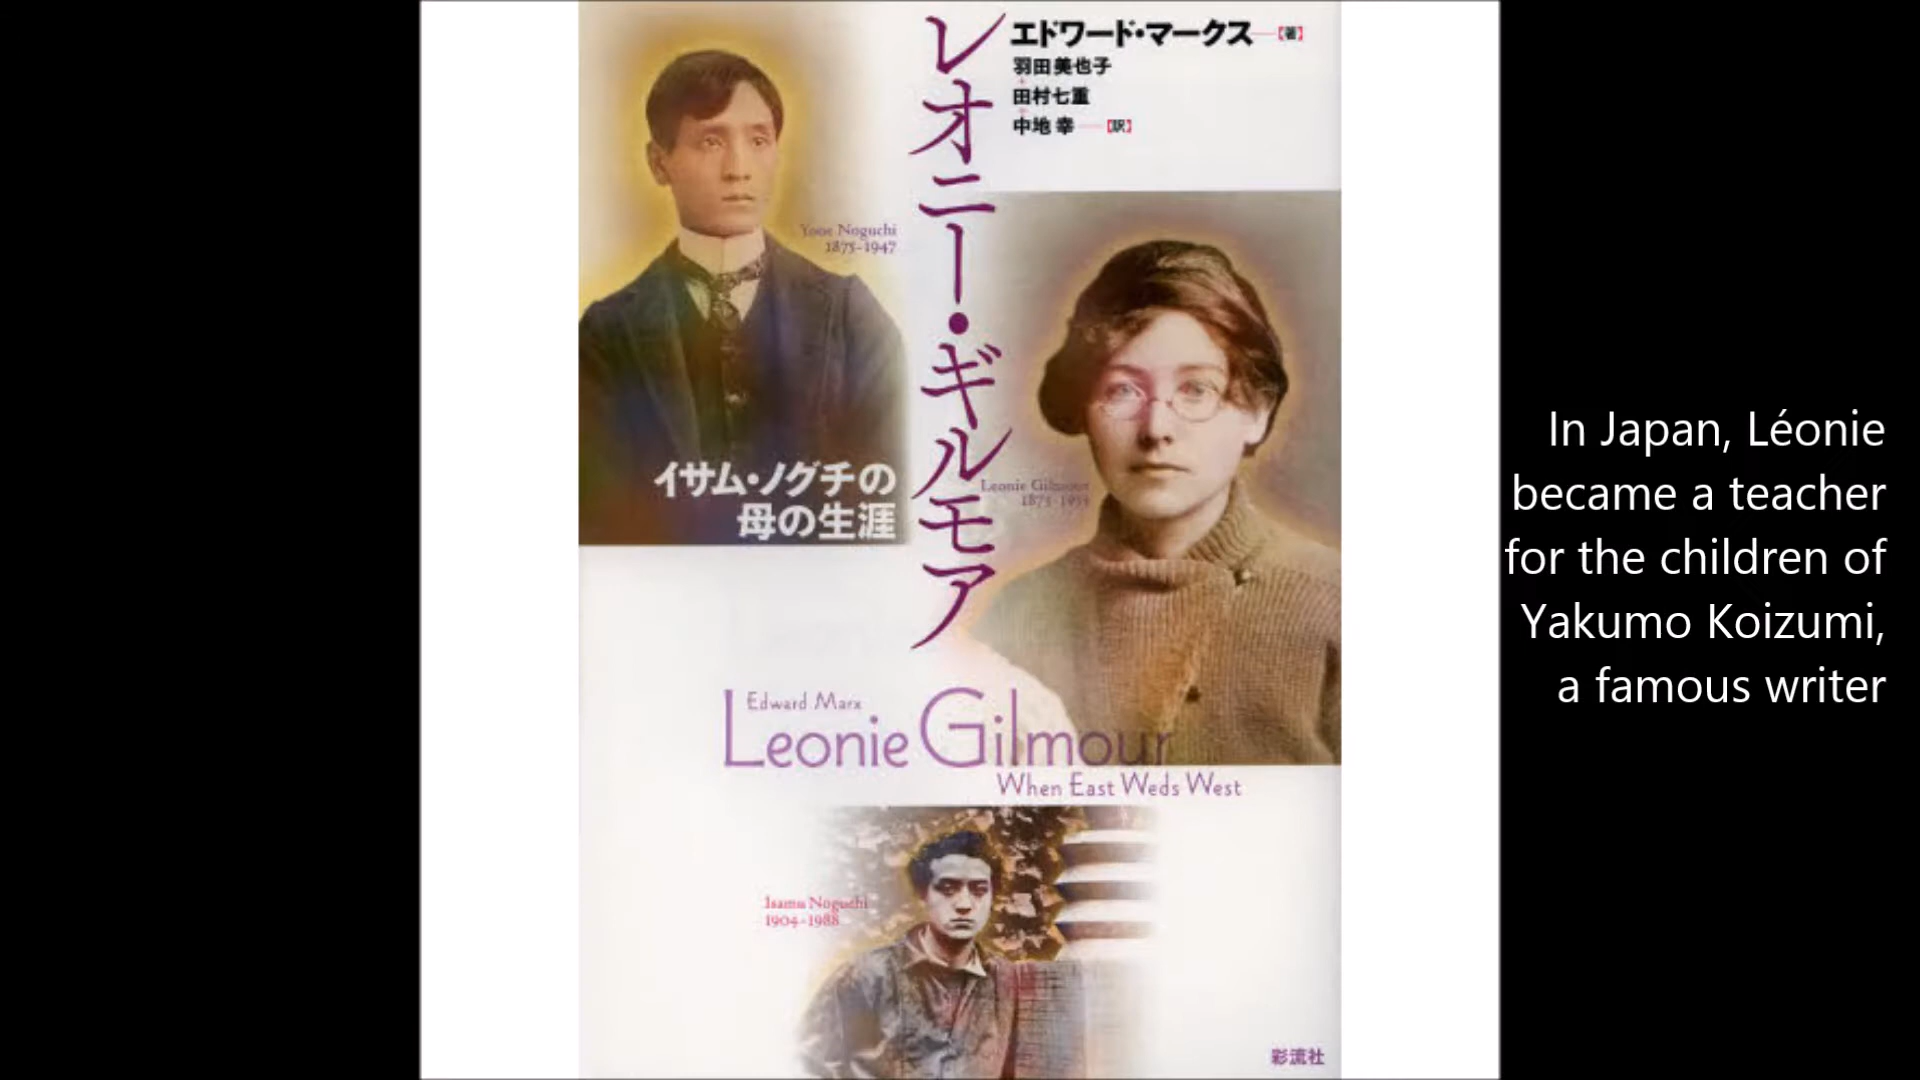 エドワード・マークス【著】
羽田美也子
+
田村七重
+
中地 幸【訳】
レオニー・ギルモア
Yone Noguchi
1875-1947
Leonie Gilmour
1873-1933
イサム・ノグチの
母の生涯
Edward Marx
Leonie Gilmour
When East Weds West
Isamu Noguchi
1904-1988
彩流社
In Japan, Léonie
became a teacher
for the children of
Yakumo Koizumi,
a famous writer